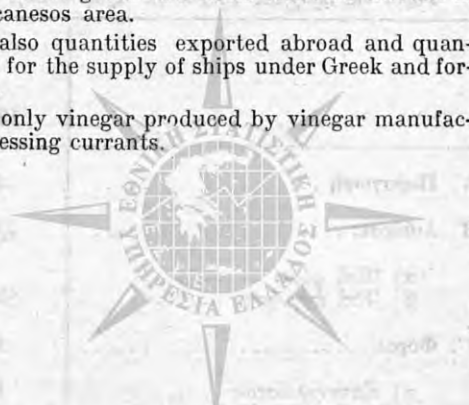 canesos area.
also quantities exported abroad and quan-
for the supply of ships under Greek and for-
only vinegar produced by vinegar manufac-
essing currants.
ΕΘΝΙΚΗ ΣΤΑΤΙΣΤΙΚΗ
ΥΠΗΡΕΣΙΑ ΕΛΛΑΔΟΣ